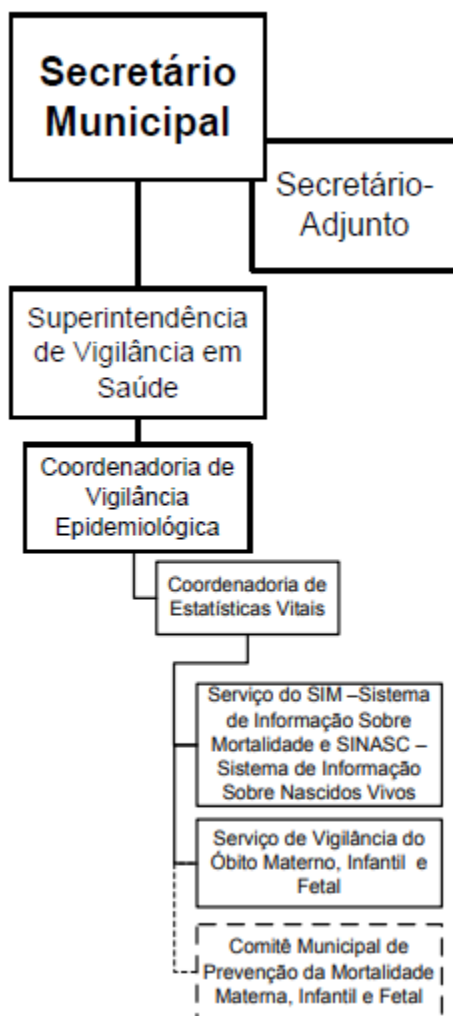 Secretário
Municipal
Secretário-
Adjunto
Superintendência
de Vigilância em
Saúde
Coordenadoria de
Vigilância
Epidemiológica
Coordenadoria de
Estatísticas Vitais
Serviço do SIM –Sistema
de Informação Sobre
Mortalidade e SINASC –
Sistema de Informação
Sobre Nascidos Vivos
Serviço de Vigilância do
Óbito Materno, Infantil e
Fetal
Comitê Municipal de
Prevenção da Mortalidade
Materna, Infantil e Fetal